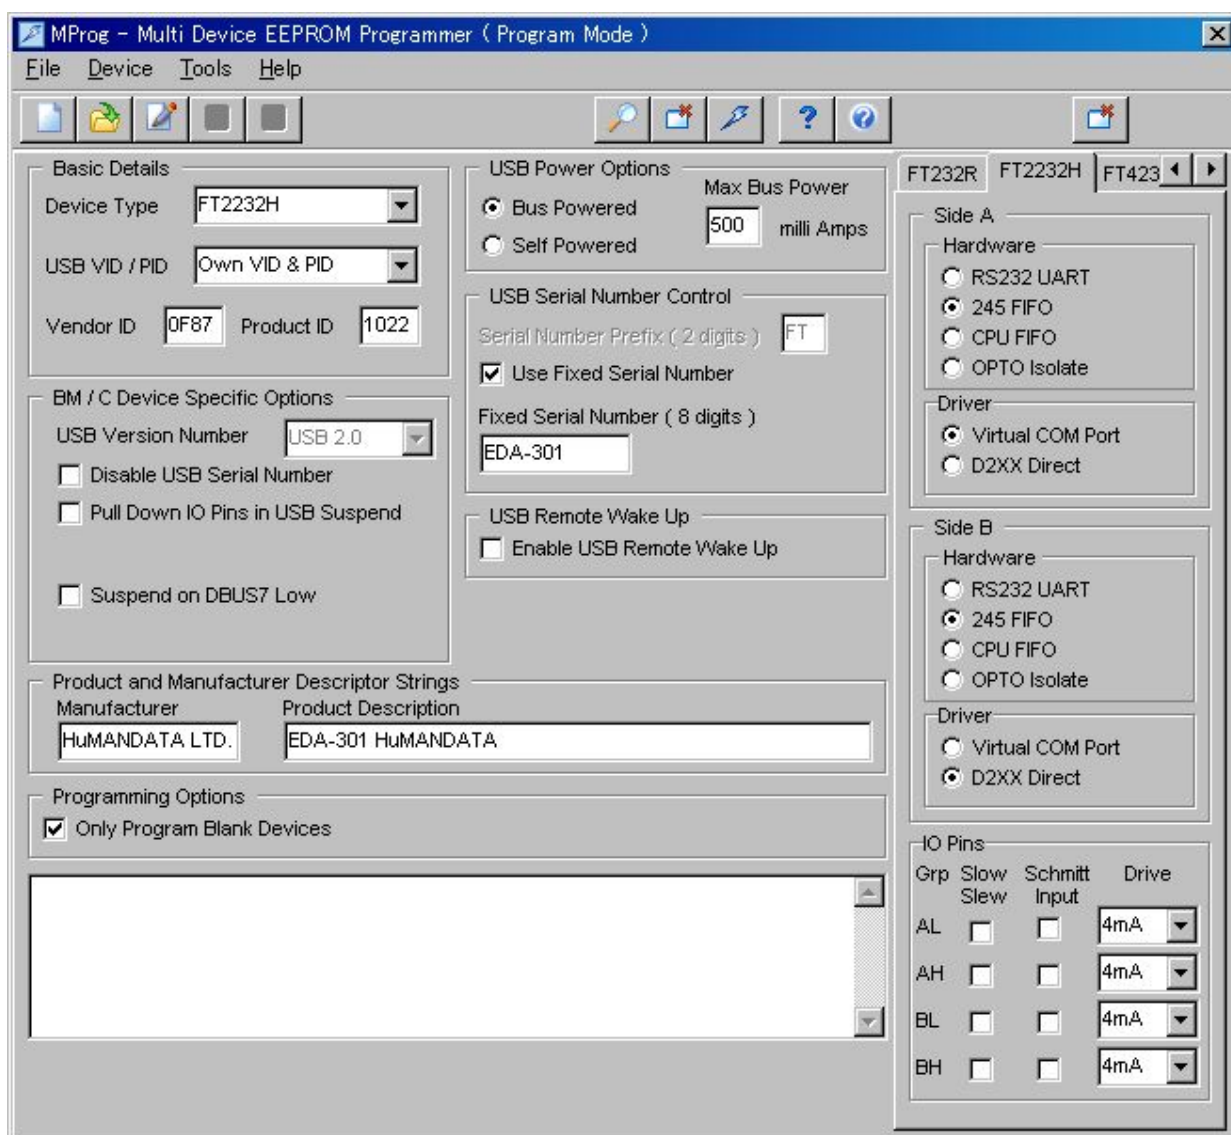 MProg - Multi Device EEPROM Programmer ( Program Mode )
File Device Tools Help
Basic Details
Device Type FT2232H
USB VID / PID Own VID & PID
Vendor ID 0F87 Product ID 1022
BM / C Device Specific Options
USB Version Number USB 2.0
Disable USB Serial Number
Pull Down IO Pins in USB Suspend
Suspend on DBUS7 Low
USB Power Options
Max Bus Power
Bus Powered
500 milli Amps
Self Powered
USB Serial Number Control
Serial Number Prefix ( 2 digits ) FT
Use Fixed Serial Number
Fixed Serial Number ( 8 digits )
EDA-301
USB Remote Wake Up
Enable USB Remote Wake Up
Product and Manufacturer Descriptor Strings
Manufacturer Product Description
HuMANDATA LTD. EDA-301 HuMANDATA
Programming Options
Only Program Blank Devices
FT232R FT2232H FT423
Side A
Hardware
RS232 UART
245 FIFO
CPU FIFO
OPTO Isolate
Driver
Virtual COM Port
D2XX Direct
Side B
Hardware
RS232 UART
245 FIFO
CPU FIFO
OPTO Isolate
Driver
Virtual COM Port
D2XX Direct
IO Pins
Grp Slow Schmitt Drive
Slew Input
AL 4mA
AH 4mA
BL 4mA
BH 4mA